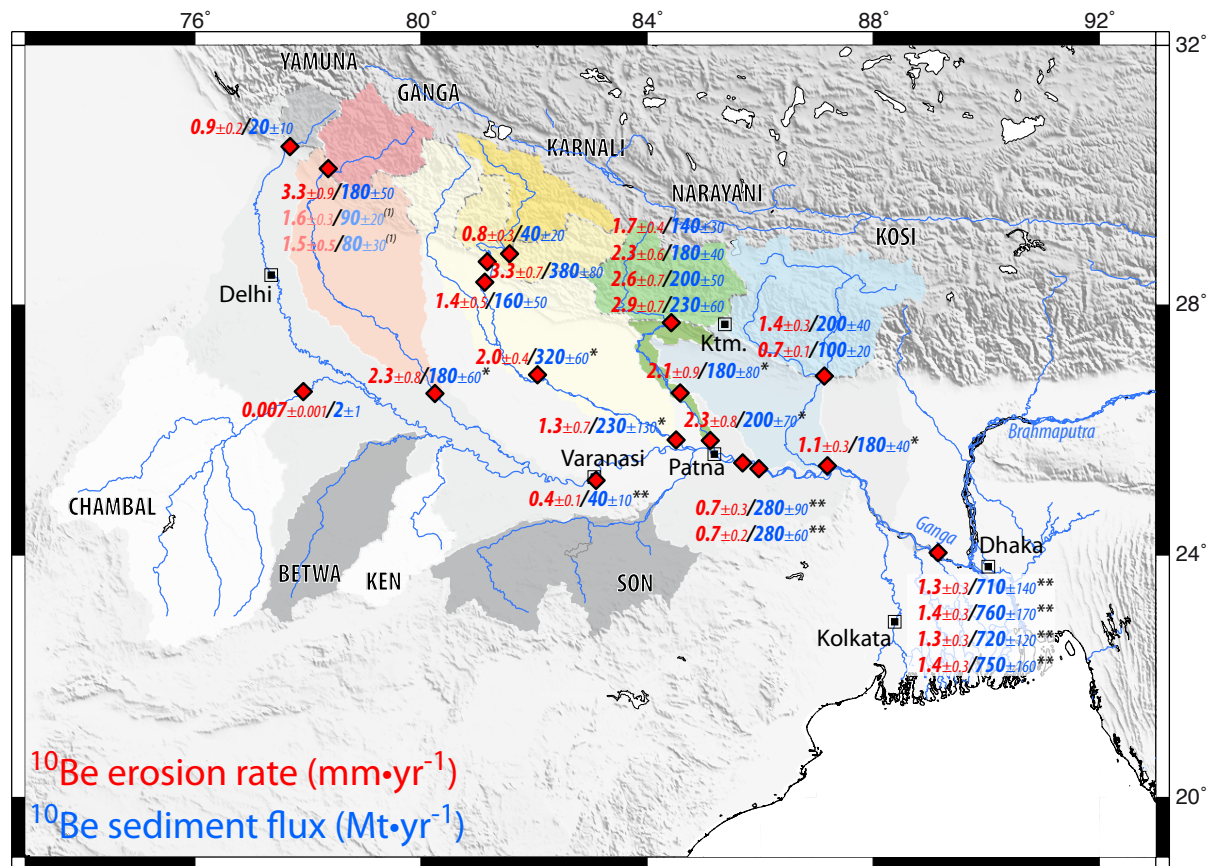 76° 80° 84° 88° 92°
32°
YAMUNA
GANGA
0.9±0.2/20±10
KARNALI
3.3±0.9/180±50
NARAYANI
1.6±0.3/90±20(1)
1.7±0.4/140±30
1.5±0.5/80±30(1)
0.8±0.3/40±20
KOSI
2.3±0.6/180±40
3.3±0.7/380±80
2.6±0.7/200±50
Delhi
1.4±0.5/160±50
2.9±0.7/230±60
28°
1.4±0.3/200±40
Ktm.
0.7±0.1/100±20
2.0±0.4/320±60*
2.3±0.8/180±60*
2.1±0.9/180±80*
0.007±0.001/2±1
2.3±0.8/200±70*
1.3±0.7/230±130*
Brahmaputra
1.1±0.3/180±40*
Varanasi
Patna
0.4±0.1/40±10**
CHAMBAL
0.7±0.3/280±90**
0.7±0.2/280±60**
Ganga
Dhaka
24°
BETWA
KEN
SON
1.3±0.3/710±140**
1.4±0.3/760±170**
Kolkata
1.3±0.3/720±120**
1.4±0.3/750±160**
10Be erosion rate (mm•yr-1)
20°
10Be sediment flux (Mt•yr-1)